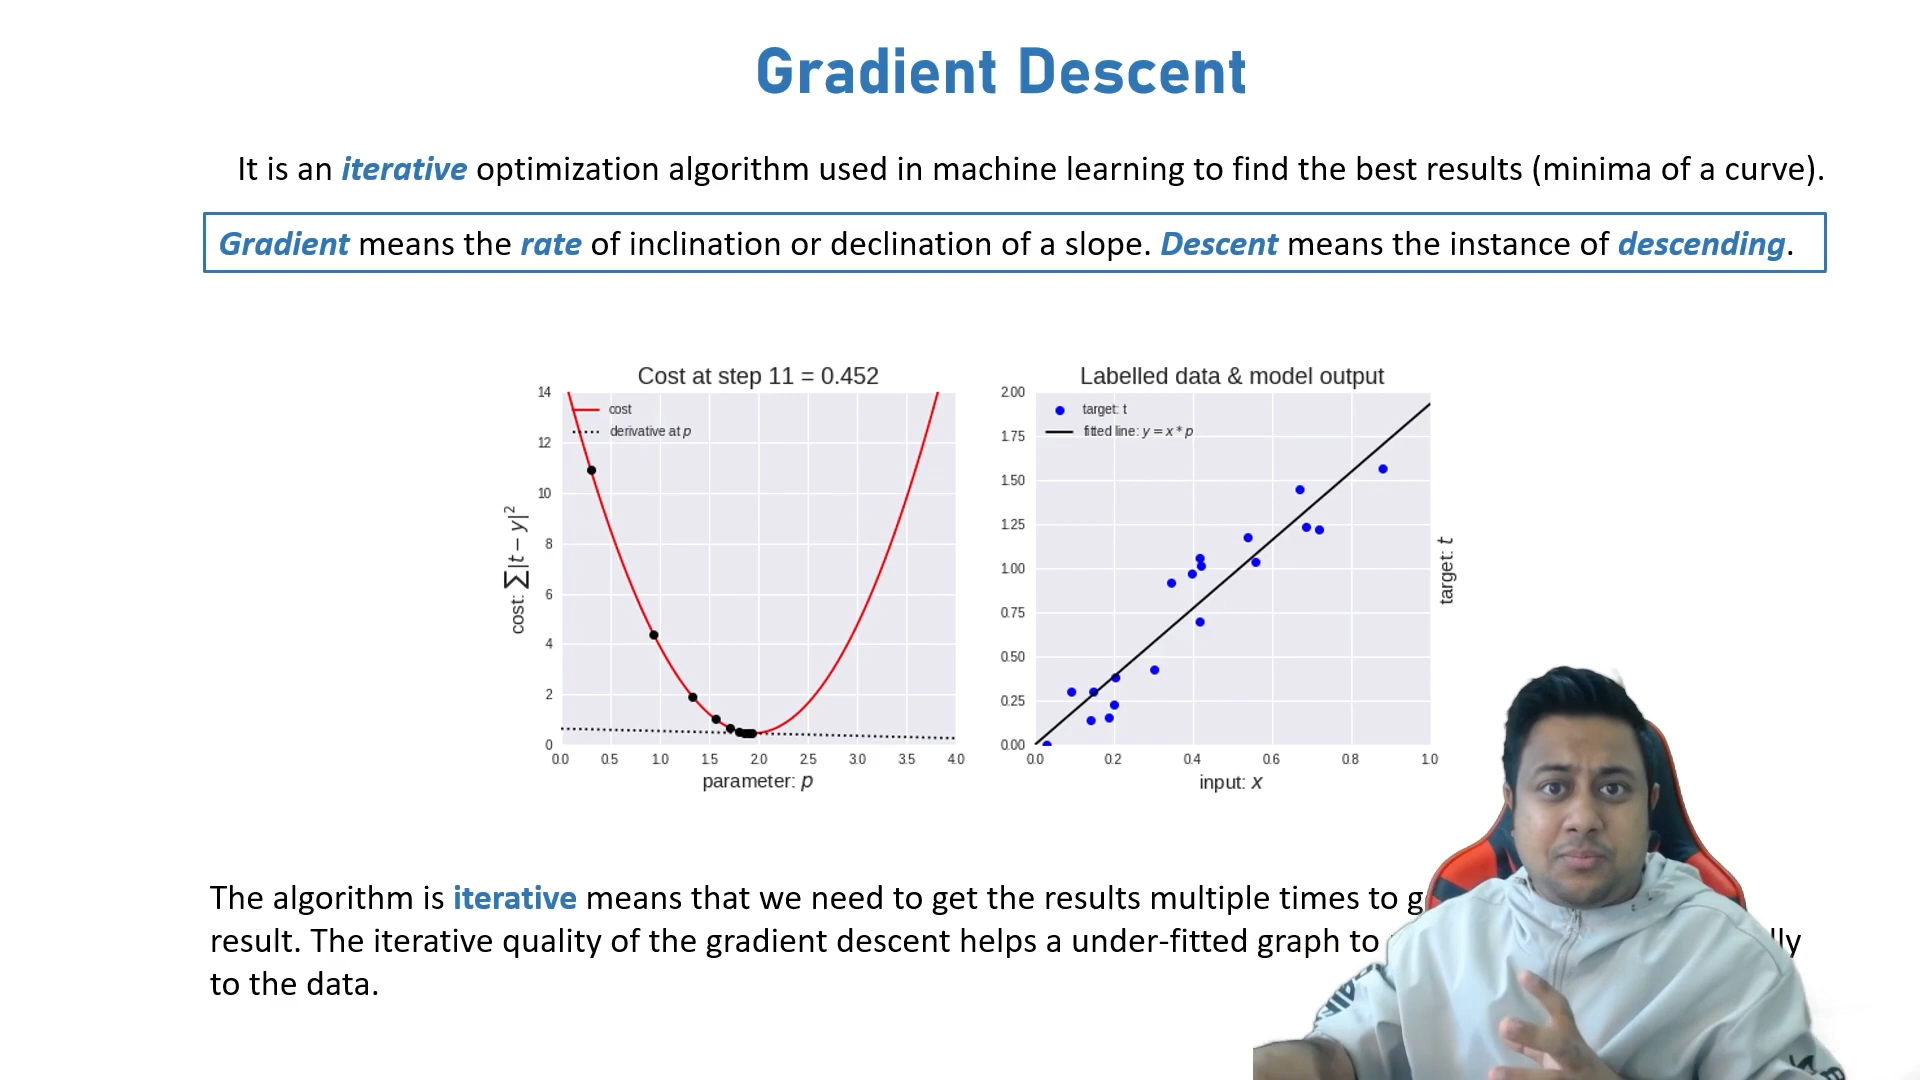 Gradient Descent
It is an iterative optimization algorithm used in machine learning to find the best results (minima of a curve).
Gradient means the rate of inclination or declination of a slope. Descent means the instance of descending.
Cost at step 11 = 0.452
14
12
10
8
6
4
2
0
cost
derivative at p
cost: ∑|t − y|²
0.0 0.5 1.0 1.5 2.0 2.5 3.0 3.5 4.0
parameter: p
Labelled data & model output
2.00
1.75
1.50
1.25
1.00
0.75
0.50
0.25
0.00
target: t
fitted line: y = x * p
target: t
0.0 0.2 0.4 0.6 0.8 1.0
input: x
The algorithm is iterative means that we need to get the results multiple times to
result. The iterative quality of the gradient descent helps a under-fitted graph to
to the data.